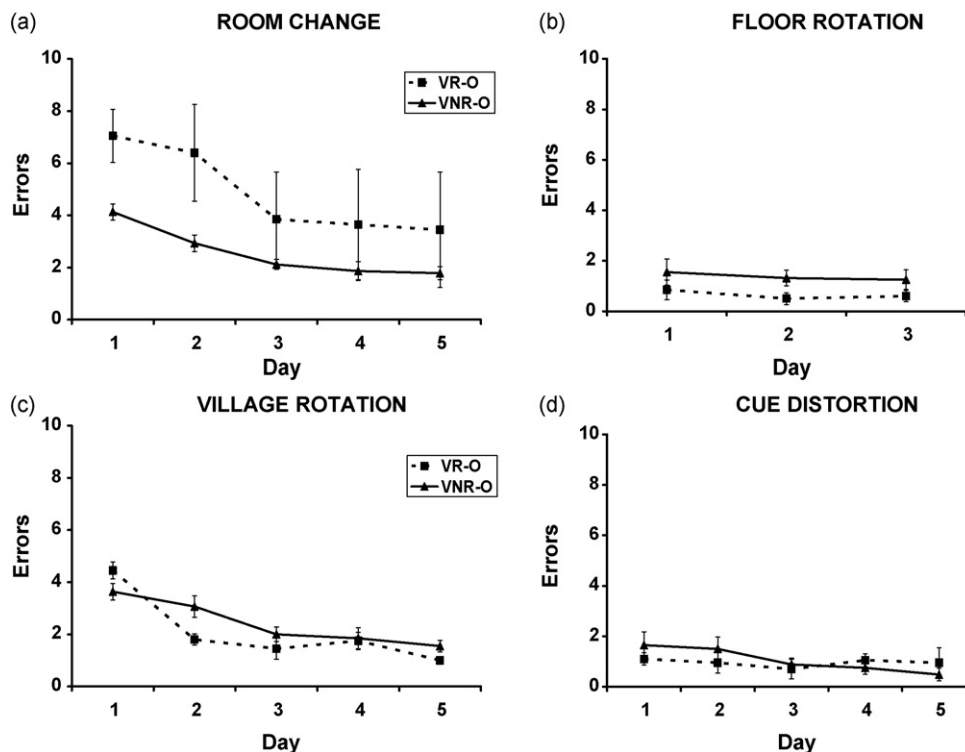 (a)
ROOM CHANGE
10
8
6
4
2
0
Errors
VR-O
VNR-O
1 2 3 4 5
Day
(b)
FLOOR ROTATION
10
8
6
4
2
0
Errors
1 2 3
Day
(c)
VILLAGE ROTATION
10
8
6
4
2
0
Errors
VR-O
VNR-O
1 2 3 4 5
Day
(d)
CUE DISTORTION
10
8
6
4
2
0
Errors
1 2 3 4 5
Day